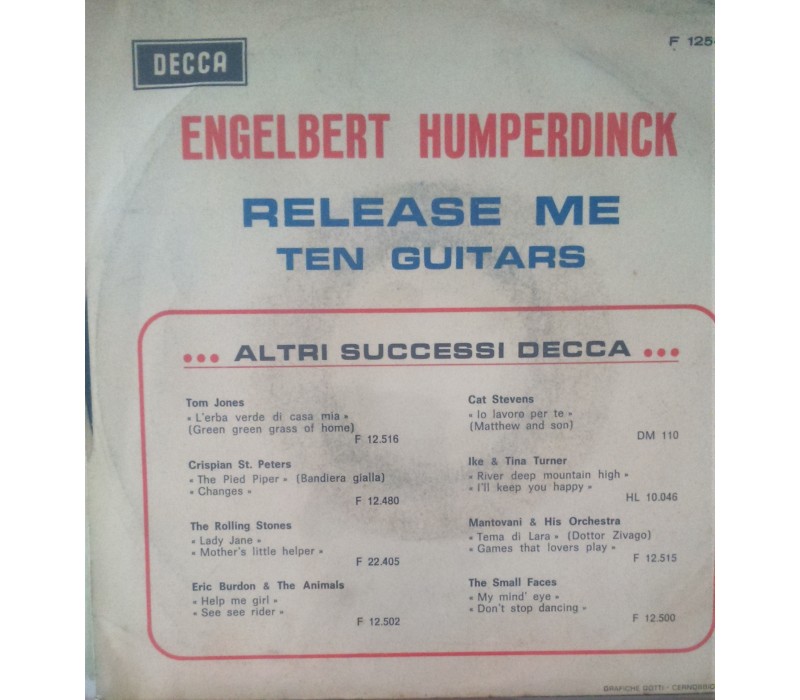 DECCA
F 125
ENGELBERT HUMPERDINCK
RELEASE ME
TEN GUITARS
... ALTRI SUCCESSI DECCA ...
Tom Jones
« L'erba verde di casa mia »
(Green green grass of home)
F 12.516
Crispian St. Peters
« The Pied Piper » (Bandiera gialla)
« Changes »
F 12.480
The Rolling Stones
« Lady Jane »
« Mother's little helper »
F 22.405
Eric Burdon & The Animals
« Help me girl »
« See see rider »
F 12.502
Cat Stevens
« Io lavoro per te »
(Matthew and son)
DM 110
Ike & Tina Turner
« River deep mountain high »
« I'll keep you happy »
HL 10.046
Mantovani & His Orchestra
« Tema di Lara » (Dottor Zivago)
« Games that lovers play »
F 12.515
The Small Faces
« My mind' eye »
« Don't stop dancing »
F 12.500
GRAFICHE GOTTI - CERNOBBIO